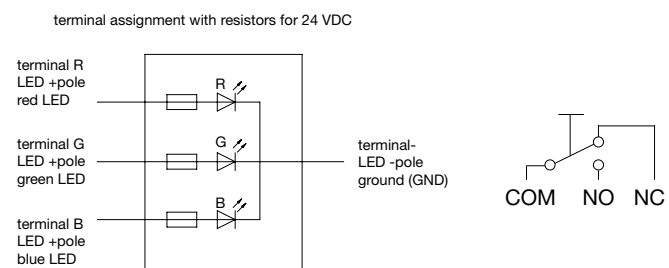 terminal assignment with resistors for 24 VDC
terminal R
LED +pole
red LED
R
terminal G
LED +pole
green LED
G
terminal B
LED +pole
blue LED
B
terminal-
LED -pole
ground (GND)
COM NO NC